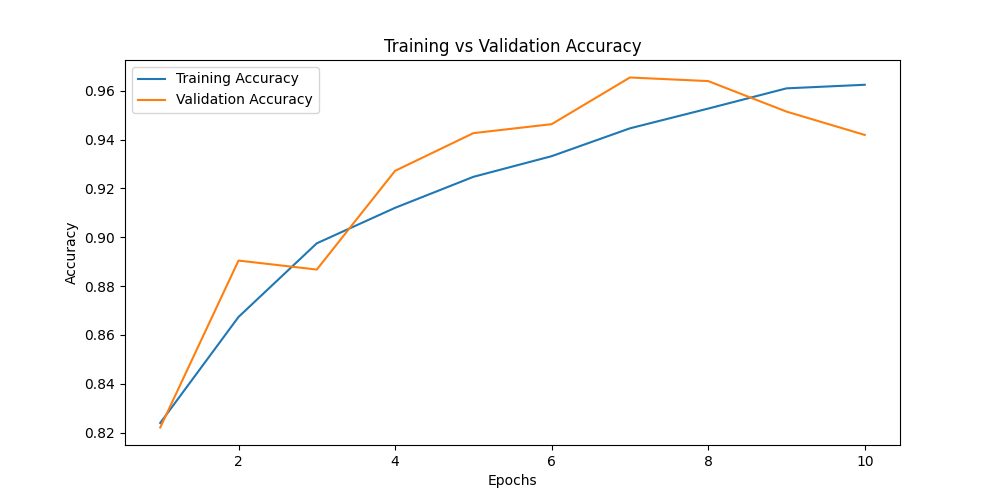 Training vs Validation Accuracy
Training Accuracy
Validation Accuracy
0.96
0.94
0.92
0.90
0.88
0.86
0.84
0.82
Accuracy
2 4 6 8 10
Epochs